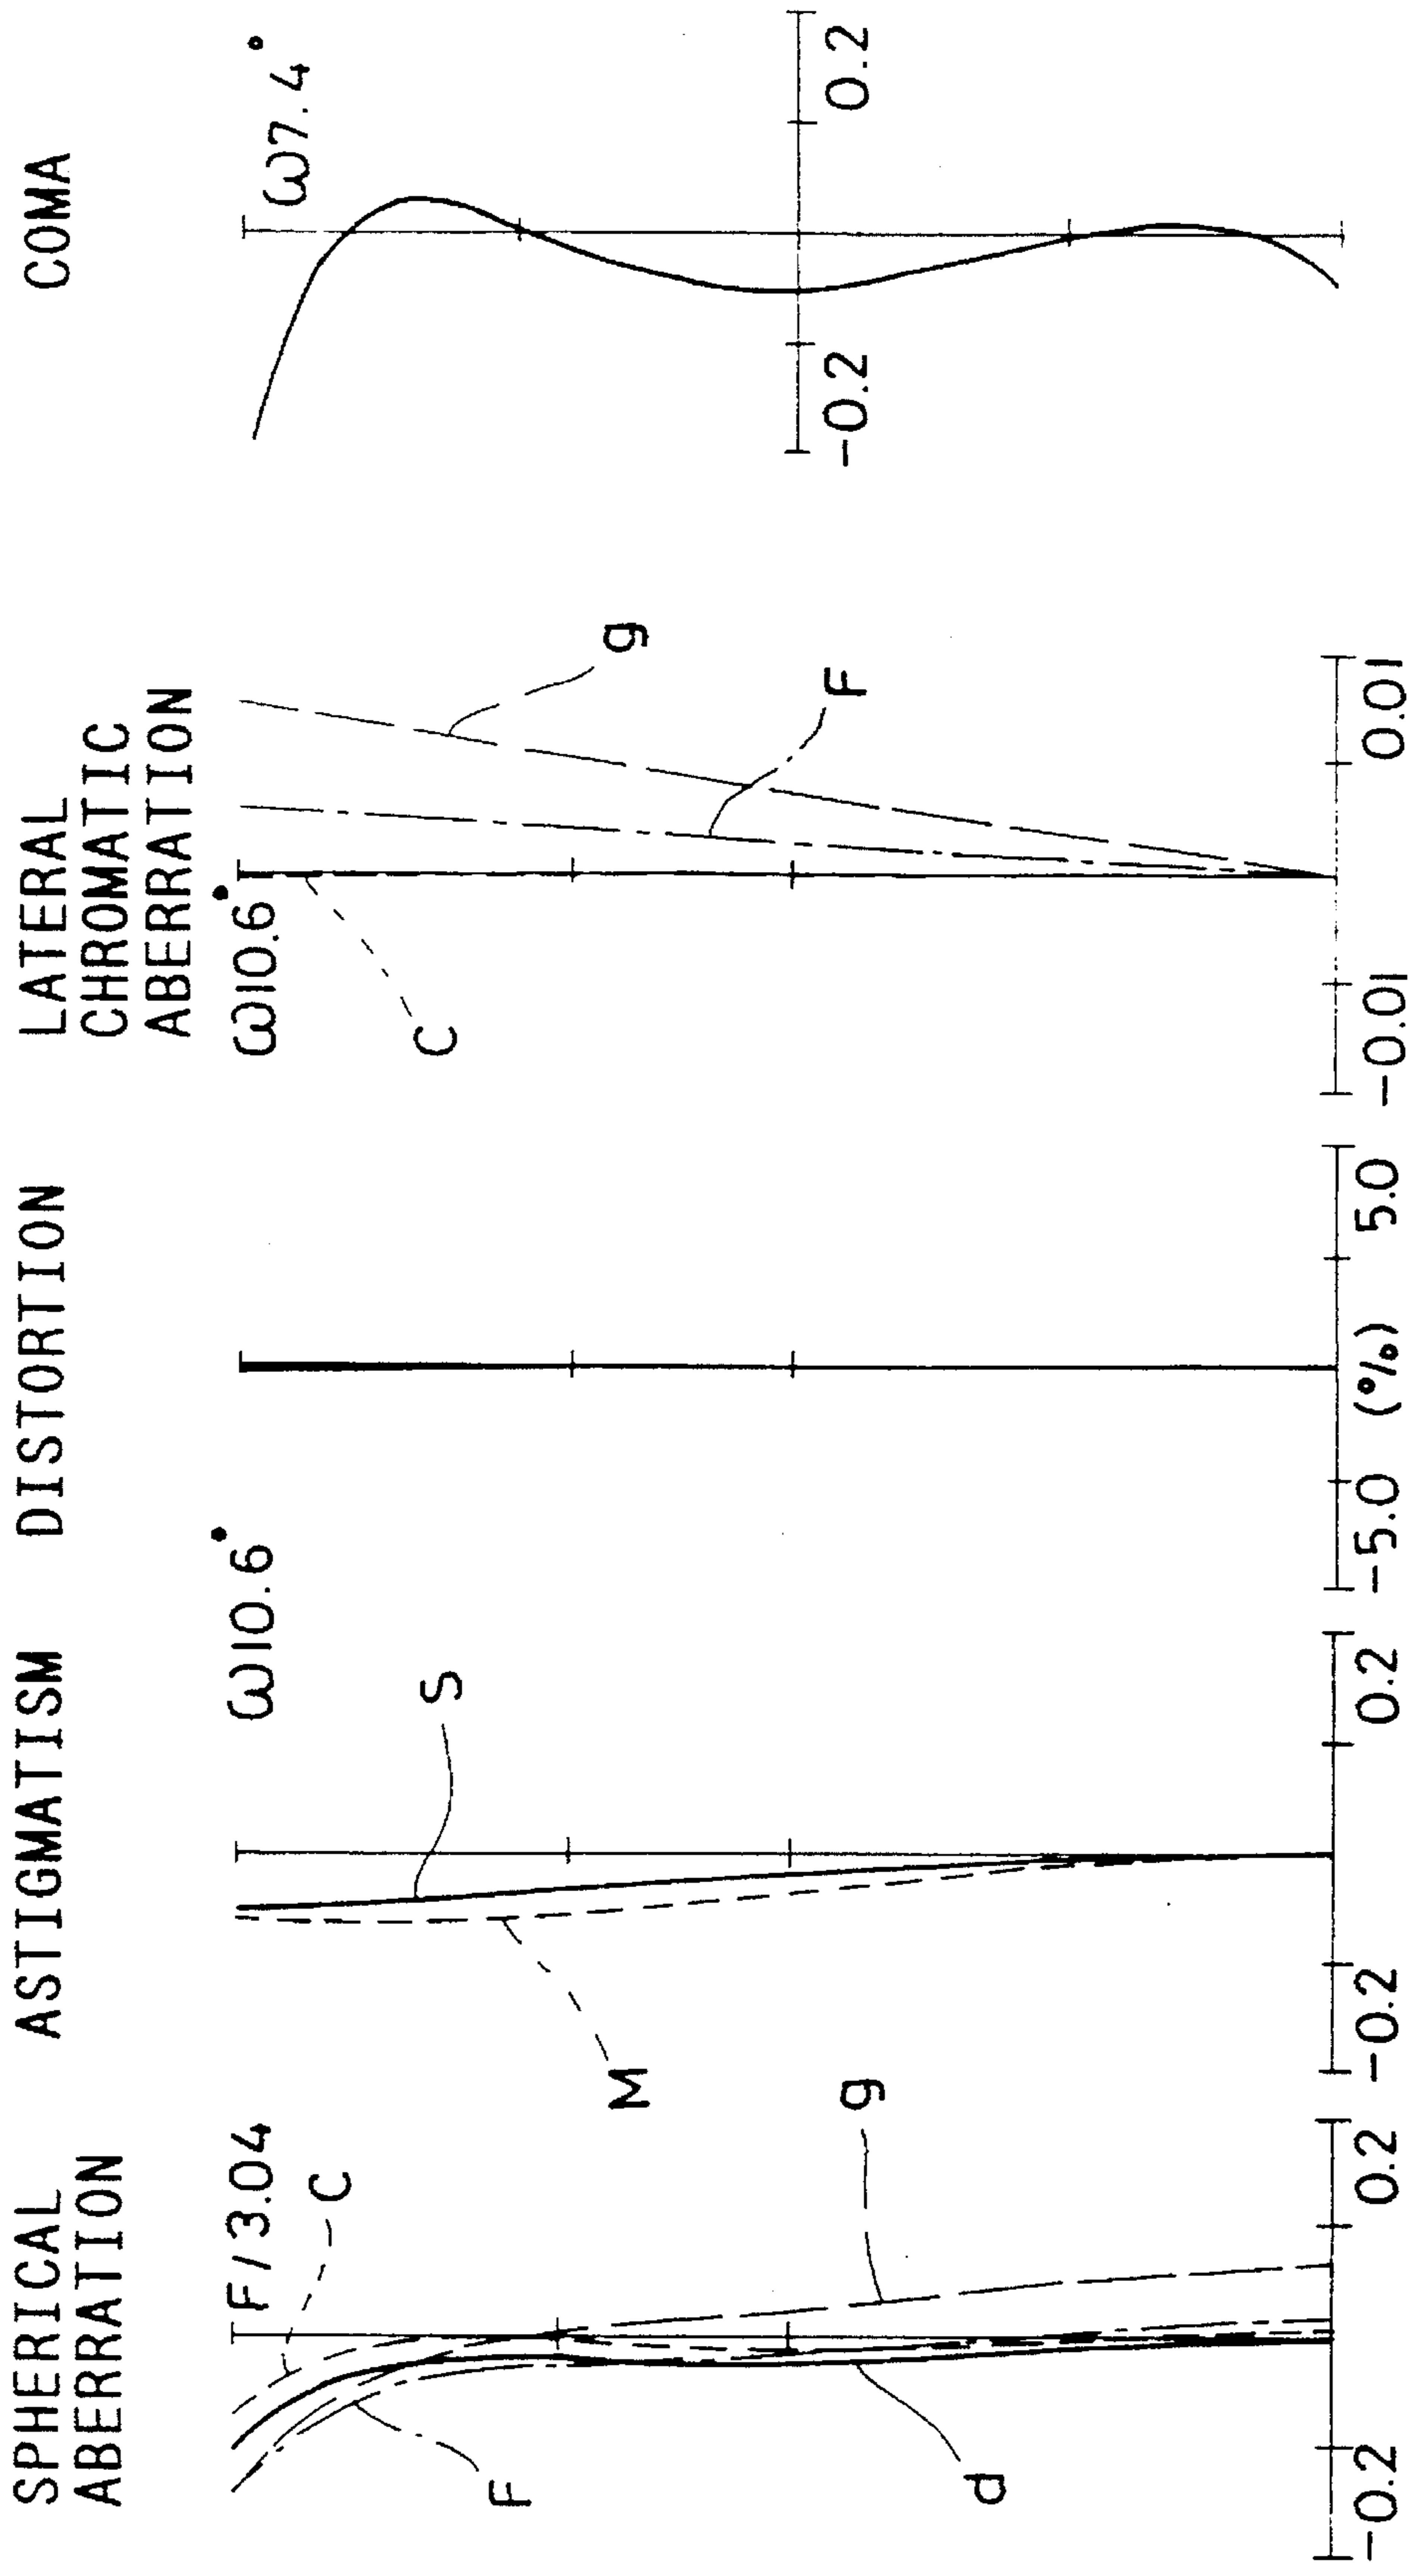 SPHERICAL
ABERRATION
F/3.04
C
F
g
d
-0.2
0.2
ASTIGMATISM
ω10.6°
S
M
-0.2
0.2
DISTORTION
-5.0
(%)
5.0
LATERAL
CHROMATIC
ABERRATION
ω10.6°
C
g
F
-0.01
0.01
COMA
ω7.4°
-0.2
0.2